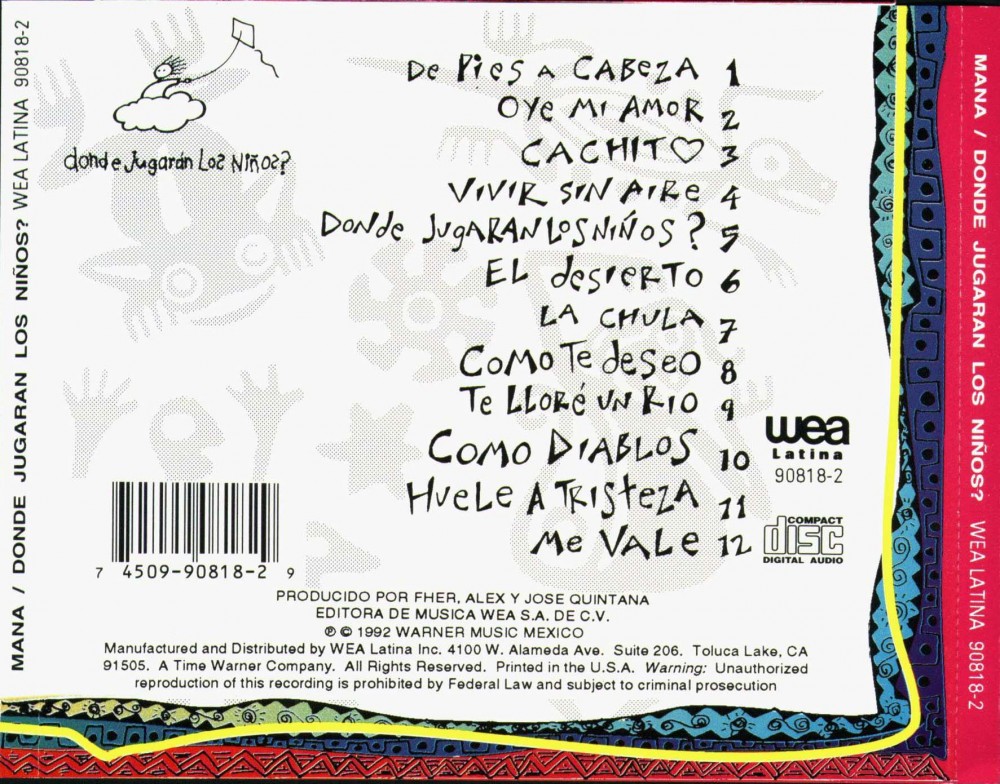 MANA / DONDE JUGARAN LOS NIÑOS? WEA LATINA 90818-2
donde Jugarán Los Niños?
De Pies A CABEZA 1
Oye Mi AMOR 2
CACHIT♡ 3
VIVIR SIN AIRE 4
DONde JUGARAN LOS NIÑOS? 5
EL desierTO 6
LA CHULA 7
COMO Te deseo 8
Te LLORé UN RIO 9
COMO DIABLOS 10
HUELE A TRISTEZA 11
Me VALE 12
wea
Latina
90818-2
COMPACT
disc
DIGITAL AUDIO
7 4509-90818-2 9
PRODUCIDO POR FHER, ALEX Y JOSE QUINTANA
EDITORA DE MUSICA WEA S.A. DE C.V.
℗ © 1992 WARNER MUSIC MEXICO
Manufactured and Distributed by WEA Latina Inc. 4100 W. Alameda Ave. Suite 206. Toluca Lake, CA
91505. A Time Warner Company. All Rights Reserved. Printed in the U.S.A. Warning: Unauthorized
reproduction of this recording is prohibited by Federal Law and subject to criminal prosecution
MANA / DONDE JUGARAN LOS NIÑOS? WEA LATINA 90818-2